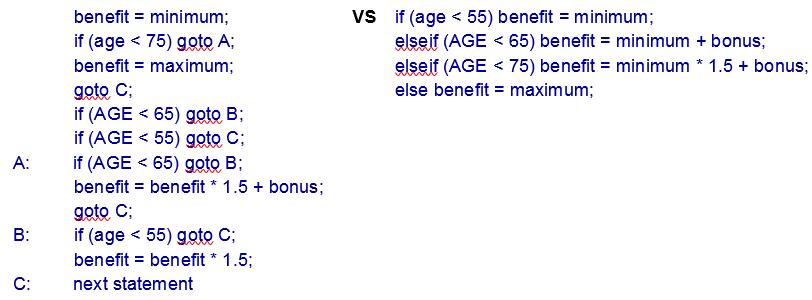 benefit = minimum;
if (age < 75) goto A;
benefit = maximum;
goto C;
if (AGE < 65) goto B;
if (AGE < 55) goto C;
A: if (AGE < 65) goto B;
benefit = benefit * 1.5 + bonus;
goto C;
B: if (age < 55) goto C;
benefit = benefit * 1.5;
C: next statement
VS
if (age < 55) benefit = minimum;
elseif (AGE < 65) benefit = minimum + bonus;
elseif (AGE < 75) benefit = minimum * 1.5 + bonus;
else benefit = maximum;